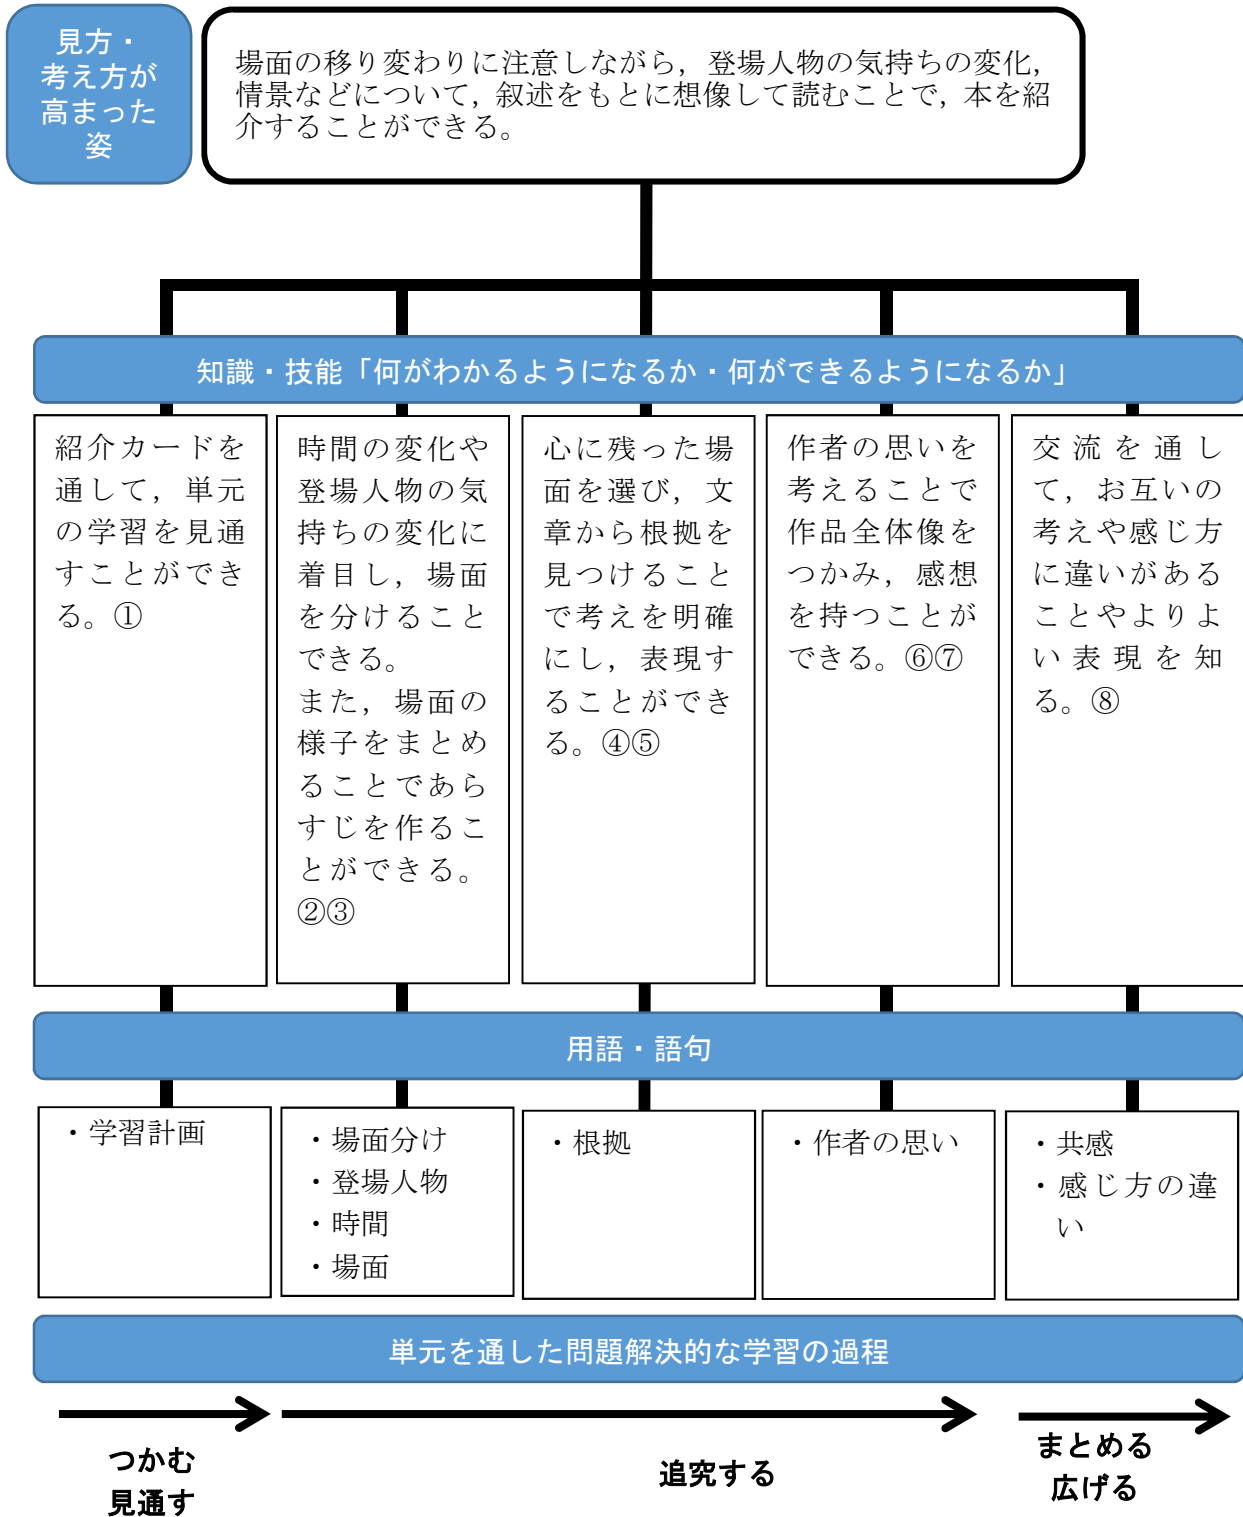 見方・
考え方が
高まった
姿
場面の移り変わりに注意しながら，登場人物の気持ちの変化，
情景などについて，叙述をもとに想像して読むことで，本を紹
介することができる。
知識・技能「何がわかるようになるか・何ができるようになるか」
紹介カードを
通して，単元
の学習を見通
すことができ
る。①
時間の変化や
登場人物の気
持ちの変化に
着目し，場面
を分けること
できる。
また，場面の
様子をまとめ
ることであら
すじを作るこ
とができる。
②③
心に残った場
面を選び，文
章から根拠を
見つけること
で考えを明確
にし，表現す
ることができ
る。④⑤
作者の思いを
考えることで
作品全体像を
つかみ，感想
を持つことが
できる。⑥⑦
交流を通し
て，お互いの
考えや感じ方
に違いがある
ことやよりよ
い表現を知
る。⑧
用語・語句
・学習計画
・場面分け
・登場人物
・時間
・場面
・根拠
・作者の思い
・共感
・感じ方の違
い
単元を通した問題解決的な学習の過程
つかむ
見通す
追究する
まとめる
広げる